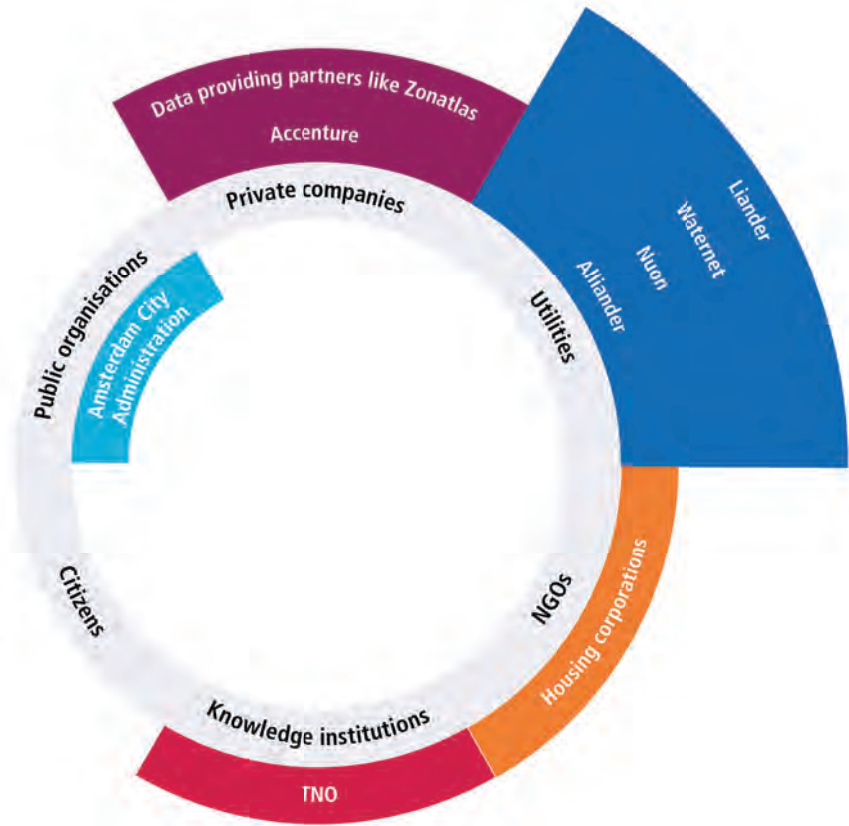 Data providing partners like Zonatlas
Accenture
Private companies
Liander
Waternet
Nuon
Alliander
Utilities
Public organisations
Amsterdam City
Administration
Citizens
NGOs
Housing corporations
Knowledge institutions
TNO